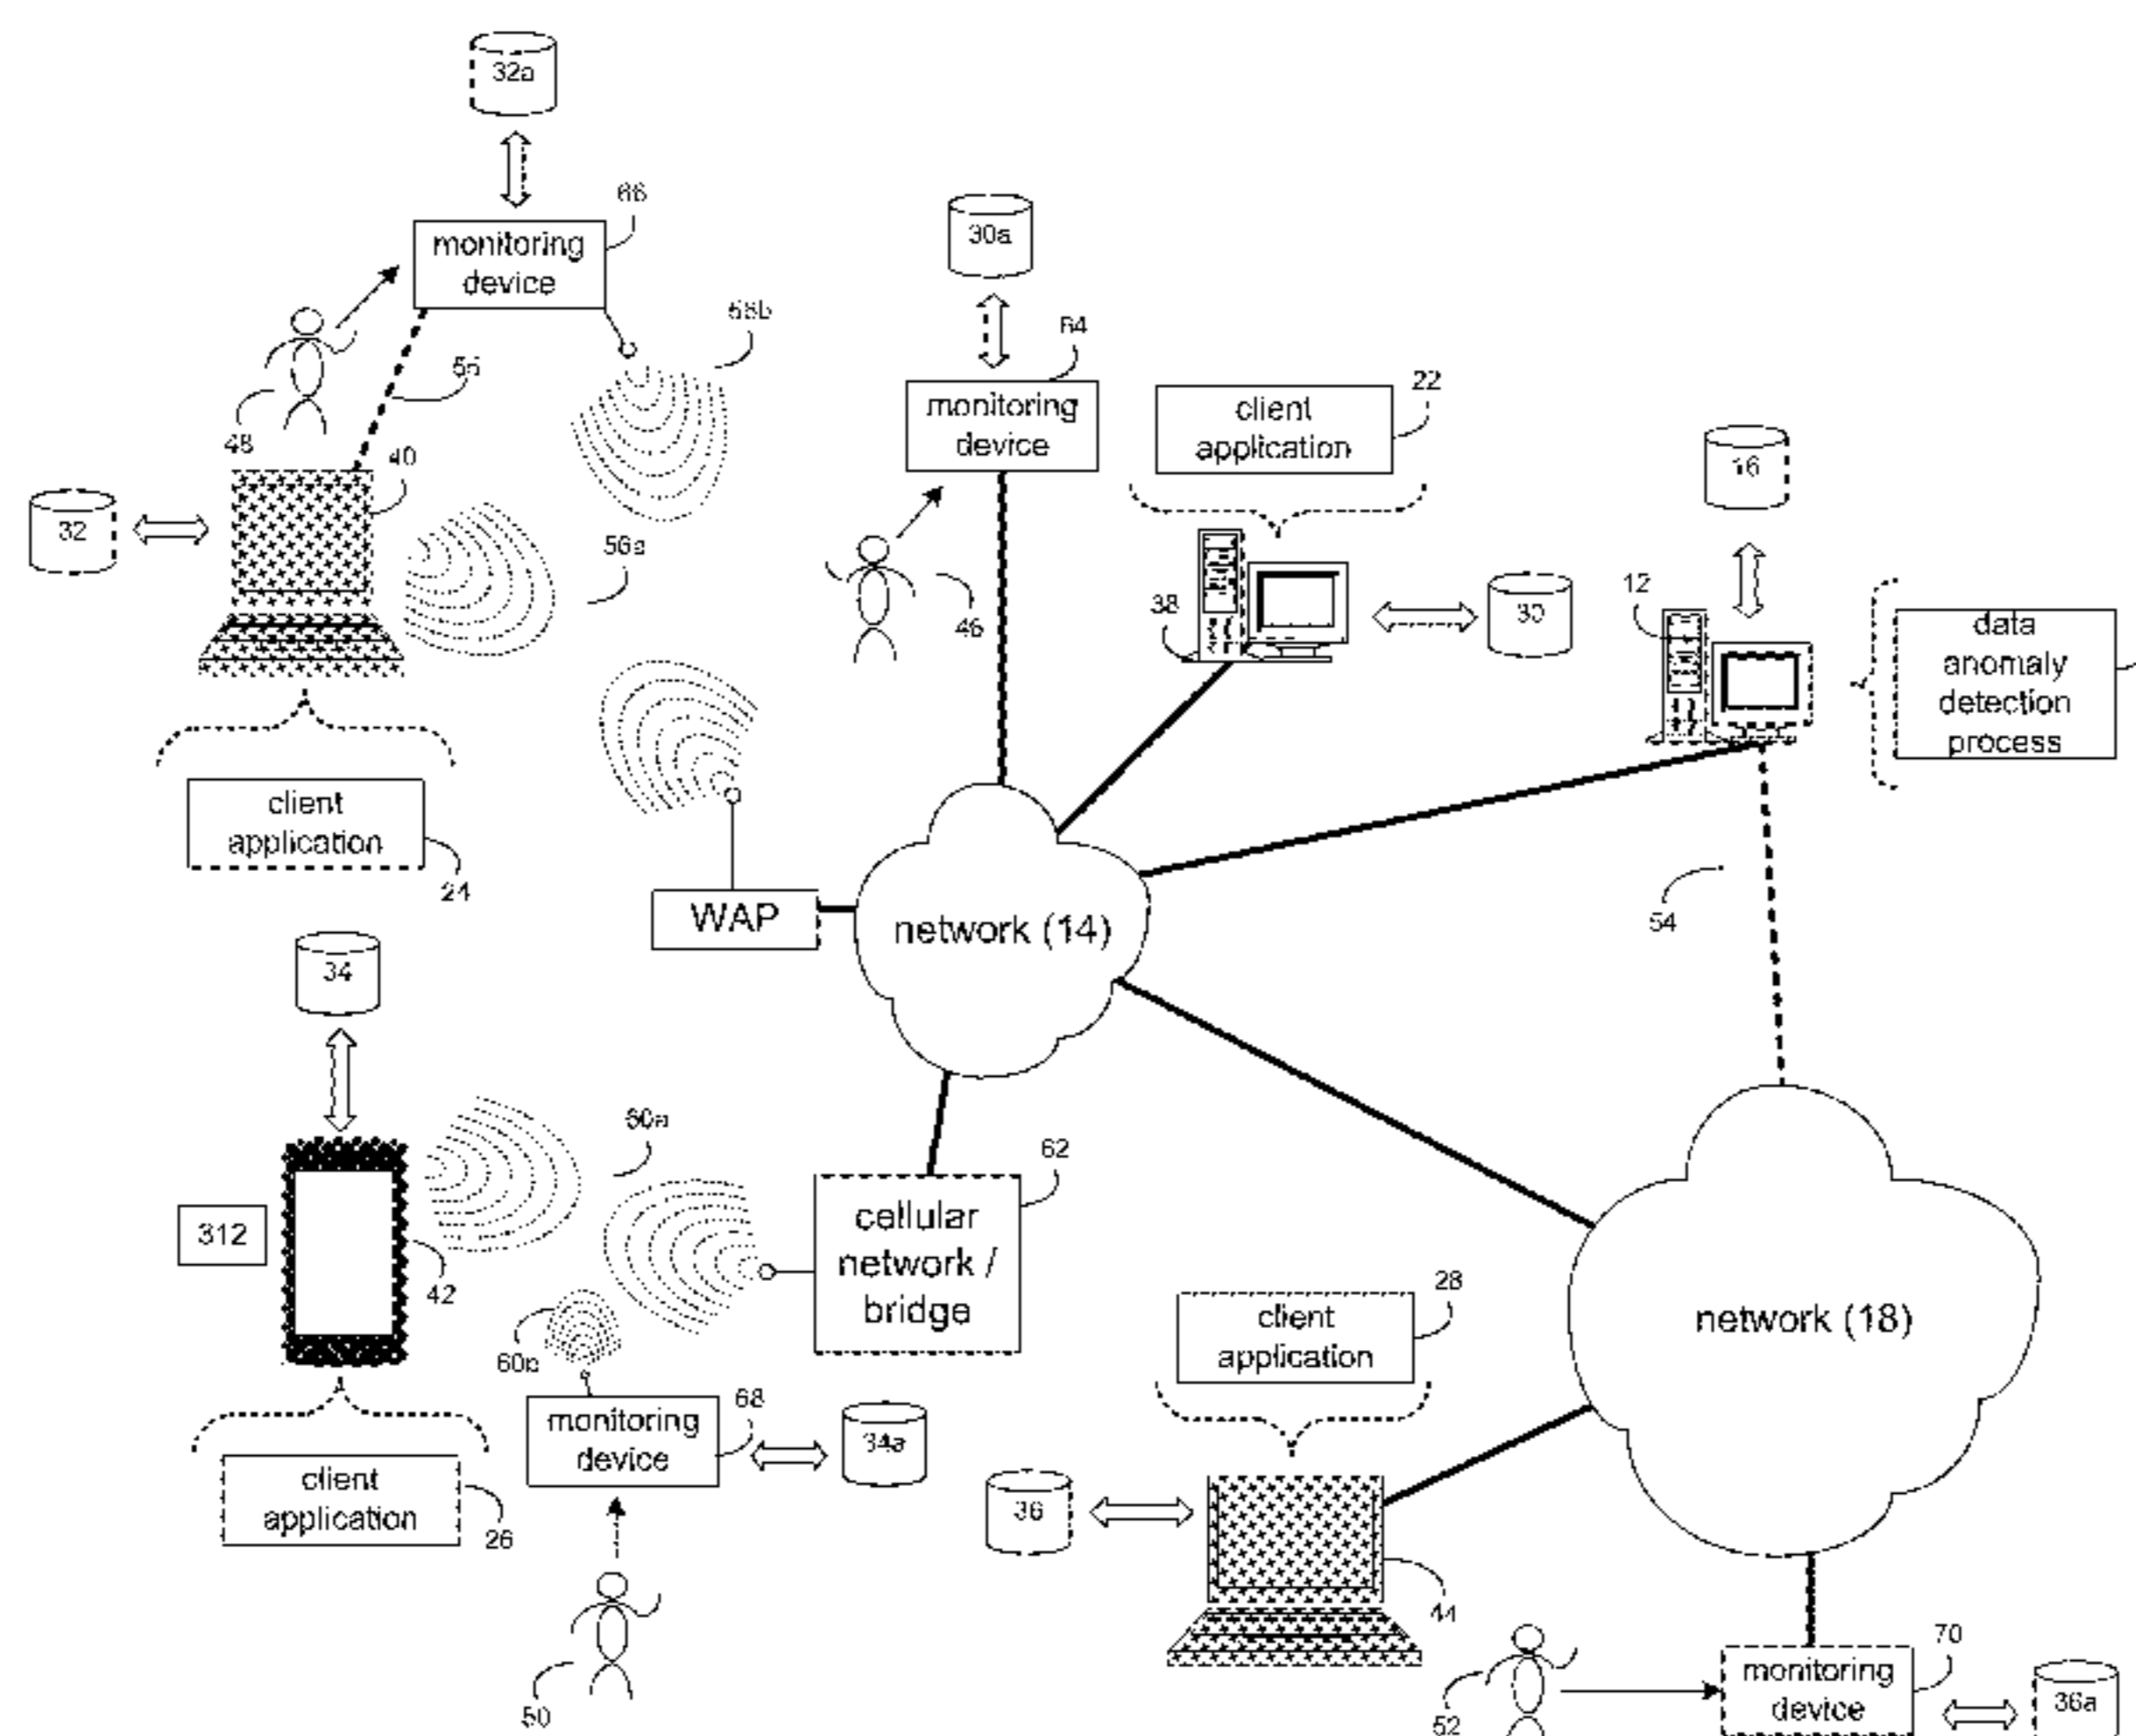 32a
66
monitoring
device
30a
56b
64
55
monitoring
device
22
client
application
48
40
16
32
56a
12
38
30
46
data
anomaly
detection
process
client
application
24
WAP
network (14)
54
34
60a
62
312
42
cellular
network /
bridge
28
client
application
network (18)
68
monitoring
device
34a
client
application
26
36
44
50
52
70
monitoring
device
36a